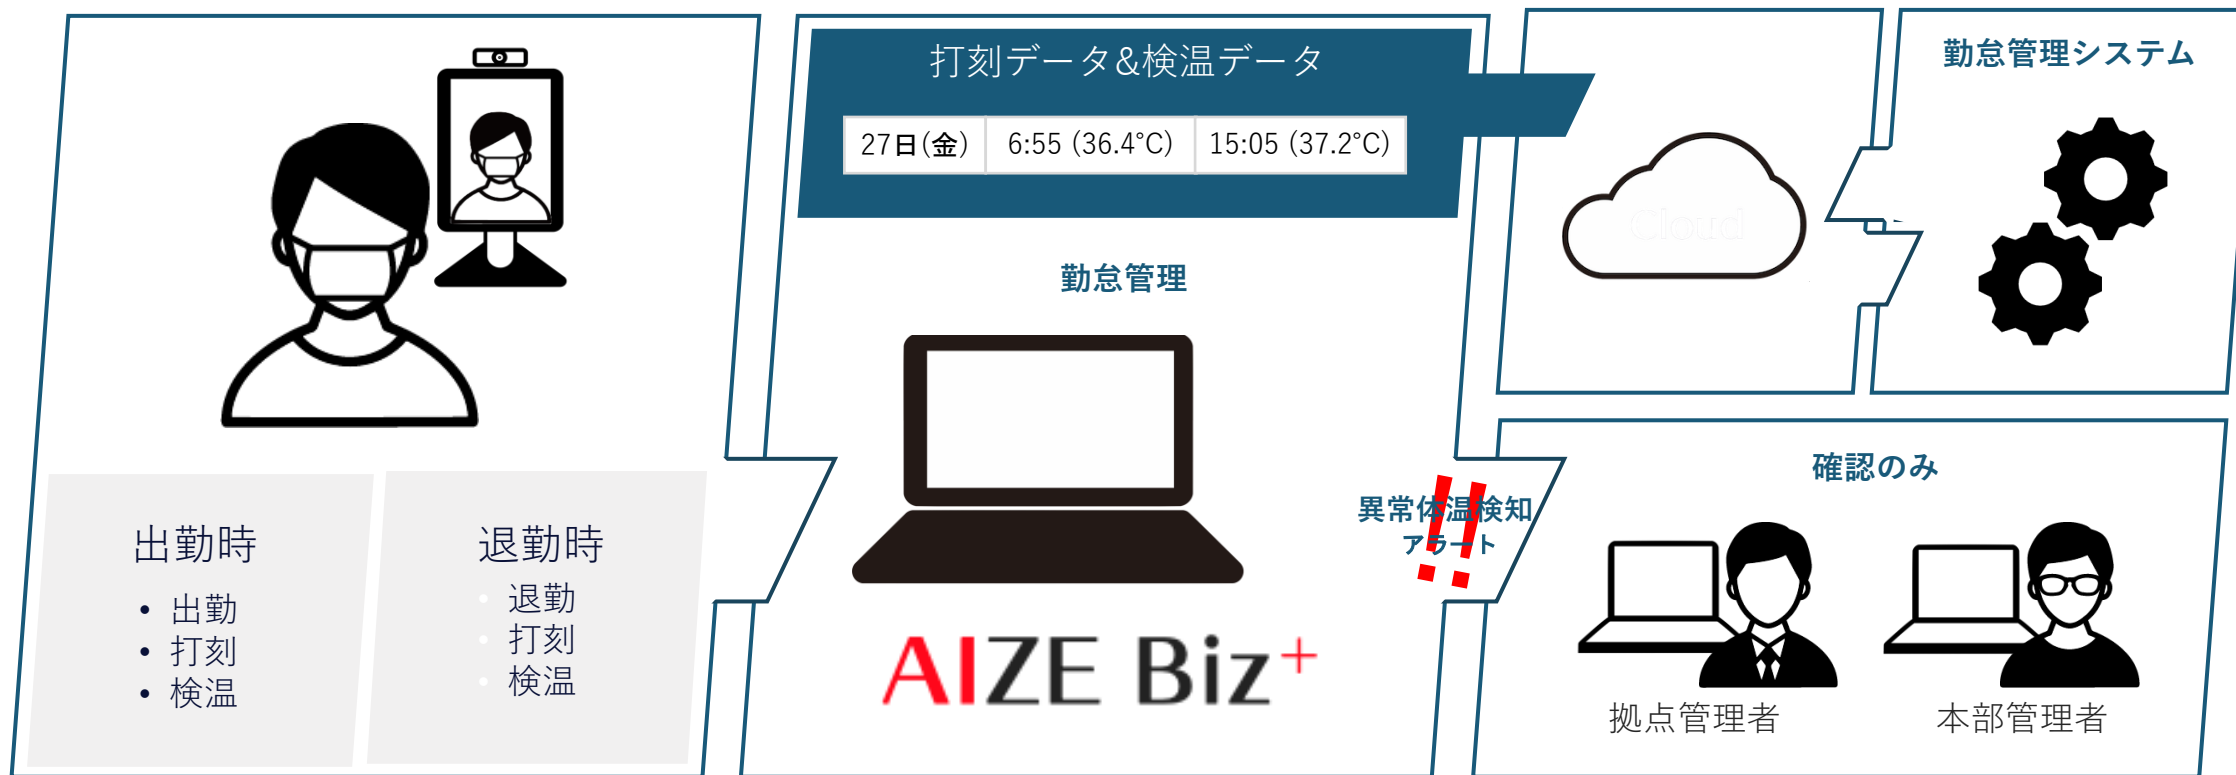 出勤時
• 出勤
• 打刻
• 検温
退勤時
• 退勤
• 打刻
• 検温
打刻データ&検温データ
27日(金) 6:55 (36.4°C) 15:05 (37.2°C)
勤怠管理
AIZE Biz+
異常体温検知
アラート
!!
Cloud
勤怠管理システム
確認のみ
拠点管理者
本部管理者